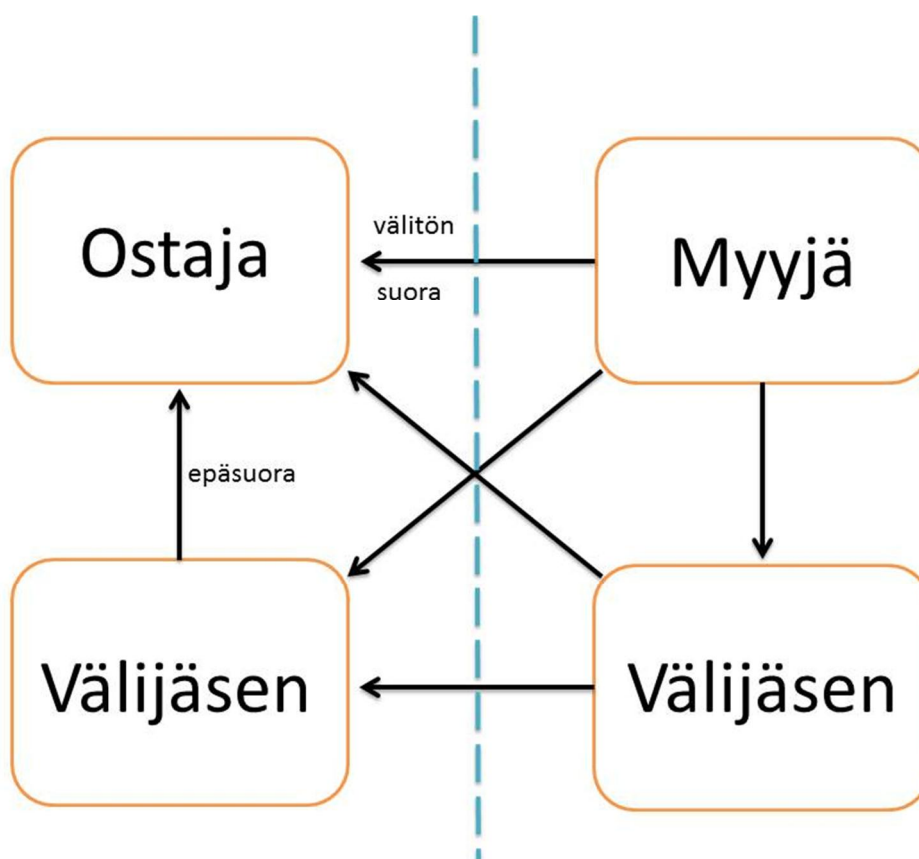 Ostaja
välitön
suora
Myyjä
epäsuora
Välijäsen
Välijäsen